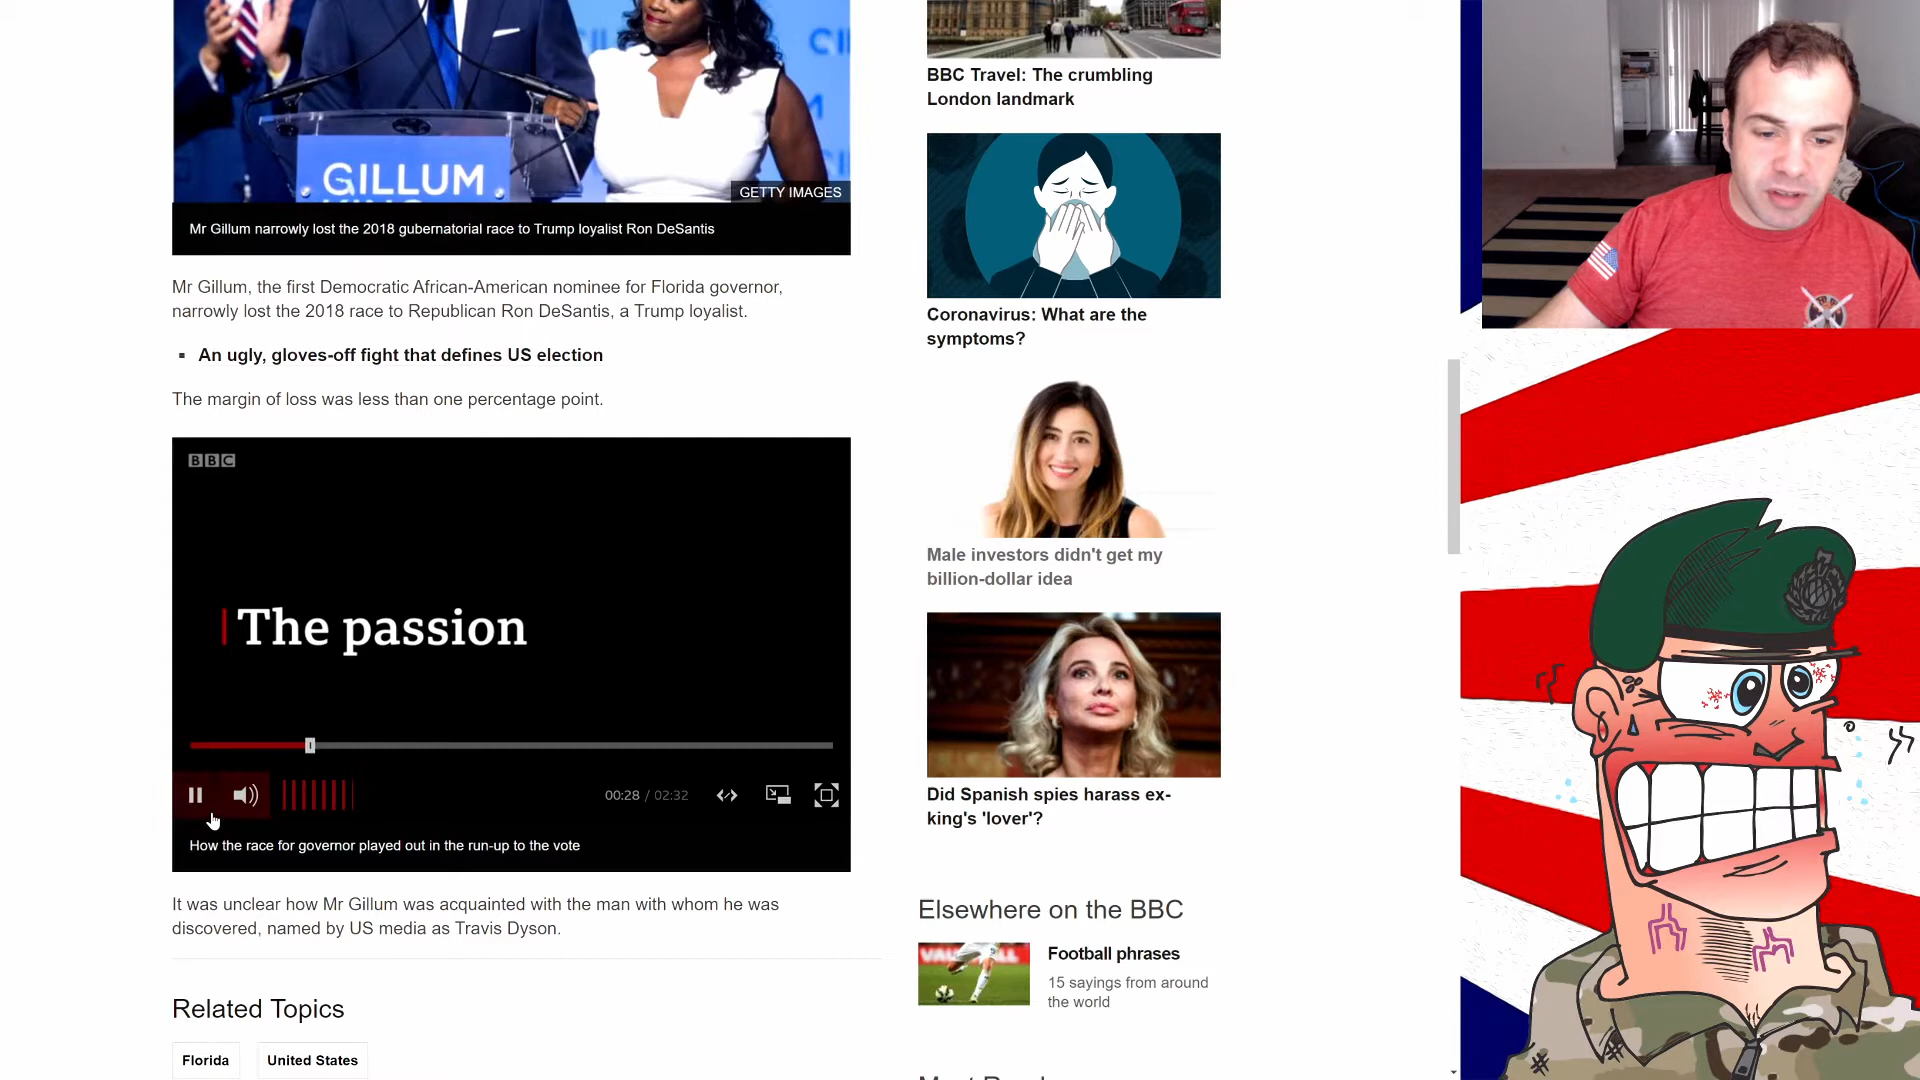 GILLUM
GETTY IMAGES
Mr Gillum narrowly lost the 2018 gubernatorial race to Trump loyalist Ron DeSantis
Mr Gillum, the first Democratic African-American nominee for Florida governor,
narrowly lost the 2018 race to Republican Ron DeSantis, a Trump loyalist.
An ugly, gloves-off fight that defines US election
The margin of loss was less than one percentage point.
BBC
The passion
00:28 / 02:32
How the race for governor played out in the run-up to the vote
It was unclear how Mr Gillum was acquainted with the man with whom he was
discovered, named by US media as Travis Dyson.
Related Topics
Florida
United States
BBC Travel: The crumbling
London landmark
Coronavirus: What are the
symptoms?
Male investors didn't get my
billion-dollar idea
Did Spanish spies harass ex-
king's 'lover'?
Elsewhere on the BBC
Football phrases
15 sayings from around
the world